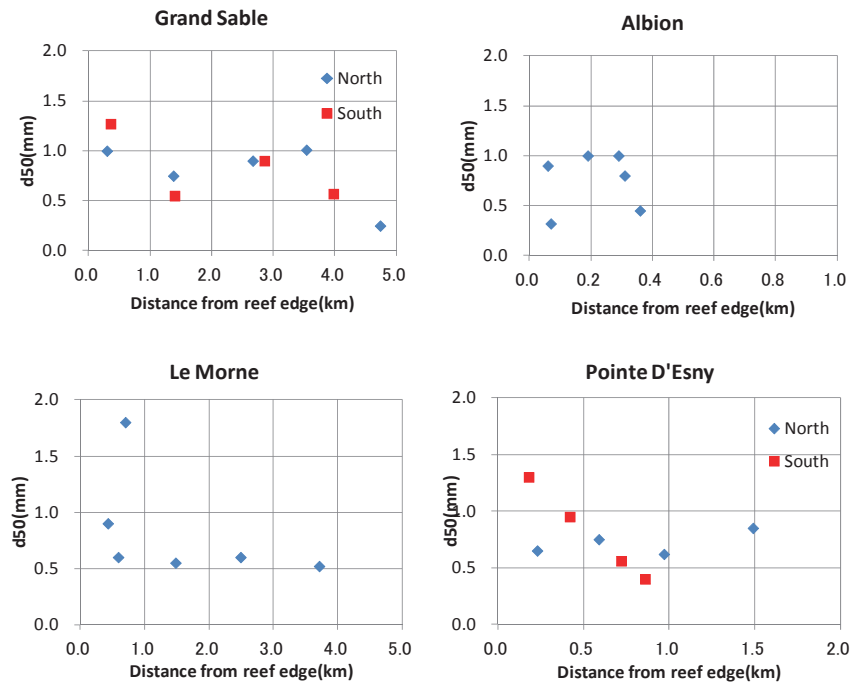 Grand Sable
2.0
1.5
1.0
0.5
0.0
d50(mm)
North
South
0.0 1.0 2.0 3.0 4.0 5.0
Distance from reef edge(km)
Albion
2.0
1.5
1.0
0.5
0.0
d50(mm)
0.0 0.2 0.4 0.6 0.8 1.0
Distance from reef edge(km)
Le Morne
2.0
1.5
1.0
0.5
0.0
d50(mm)
0.0 1.0 2.0 3.0 4.0 5.0
Distance from reef edge(km)
Pointe D'Esny
2.0
1.5
1.0
0.5
0.0
d50(mm)
North
South
0.0 0.5 1.0 1.5 2.0
Distance from reef edge(km)